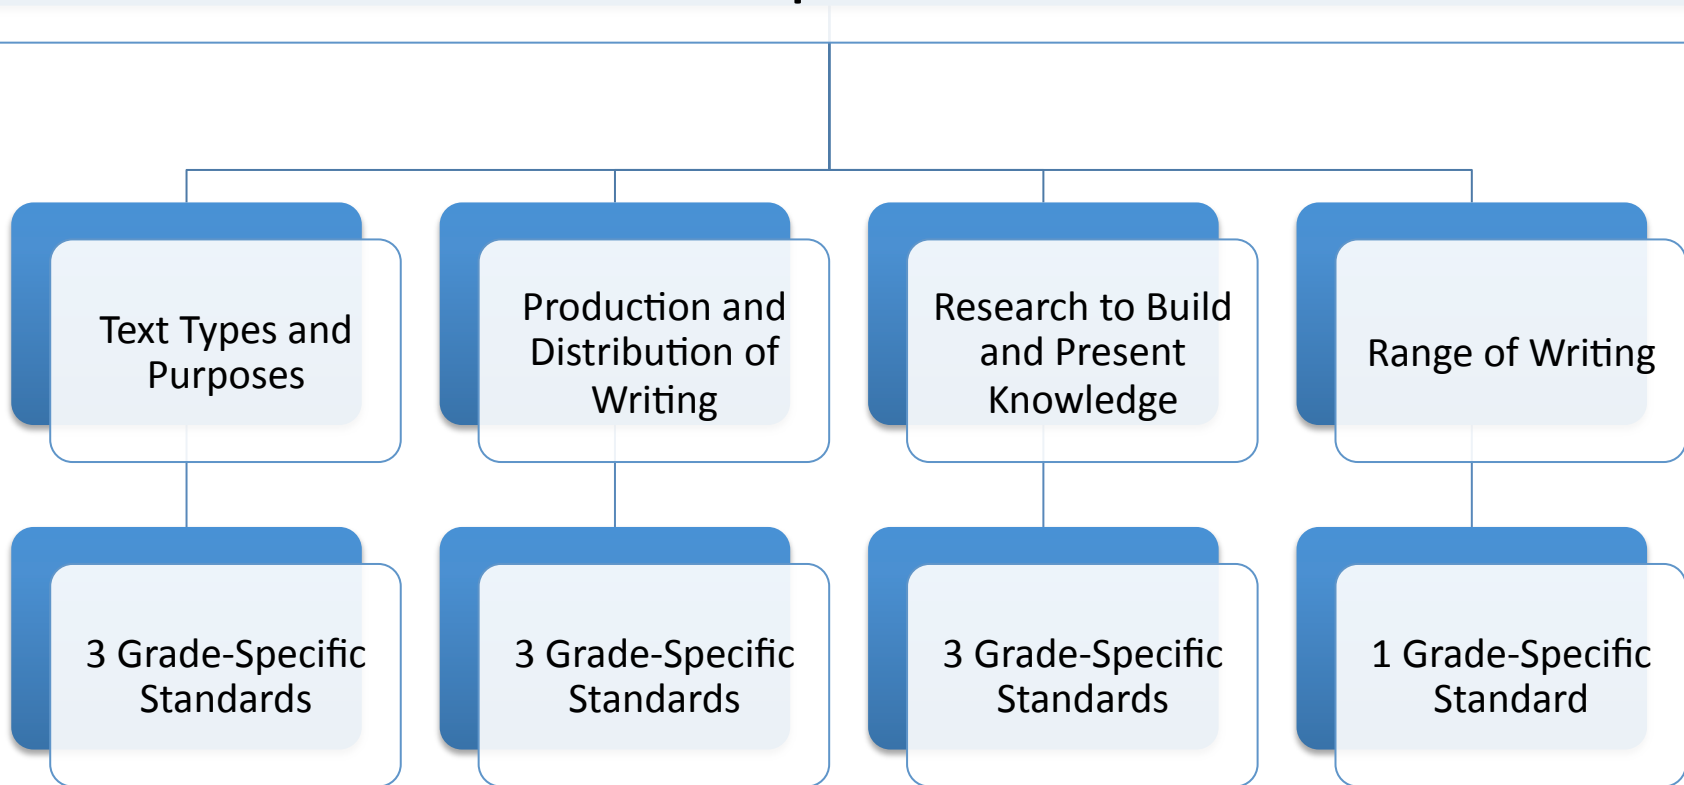 Text Types and
Purposes
Production and
Distribution of
Writing
Research to Build
and Present
Knowledge
Range of Writing
3 Grade-Specific
Standards
3 Grade-Specific
Standards
3 Grade-Specific
Standards
1 Grade-Specific
Standard